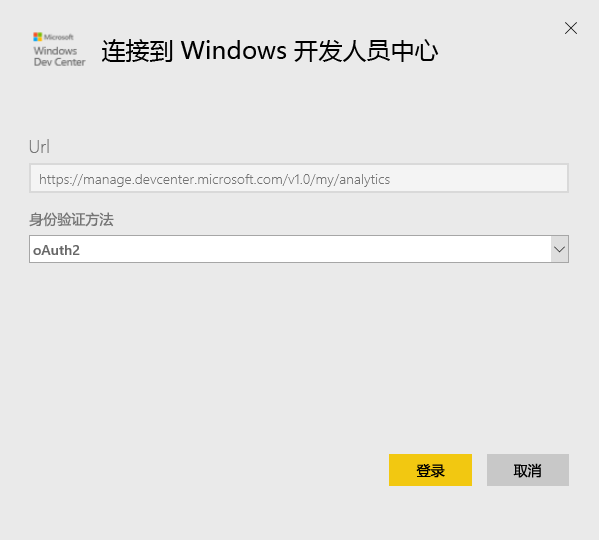 Microsoft
Windows
Dev Center
连接到 Windows 开发人员中心
Url
https://manage.devcenter.microsoft.com/v1.0/my/analytics
身份验证方法
oAuth2
登录
取消